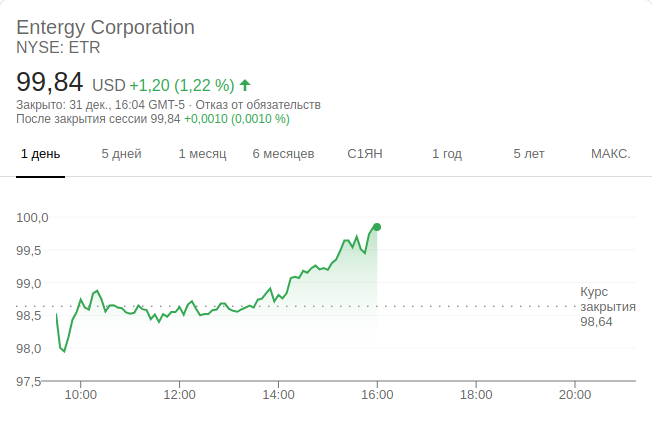 Entergy Corporation
NYSE: ETR
99,84 USD +1,20 (1,22 %)
Закрыто: 31 дек., 16:04 GMT-5 · Отказ от обязательств
После закрытия сессии 99,84 +0,0010 (0,0010 %)
1 день 5 дней 1 месяц 6 месяцев С1ЯН 1 год 5 лет МАКС.
100,0
99,5
99,0
98,5
98,0
97,5
Курс
закрытия
98,64
10:00 12:00 14:00 16:00 18:00 20:00